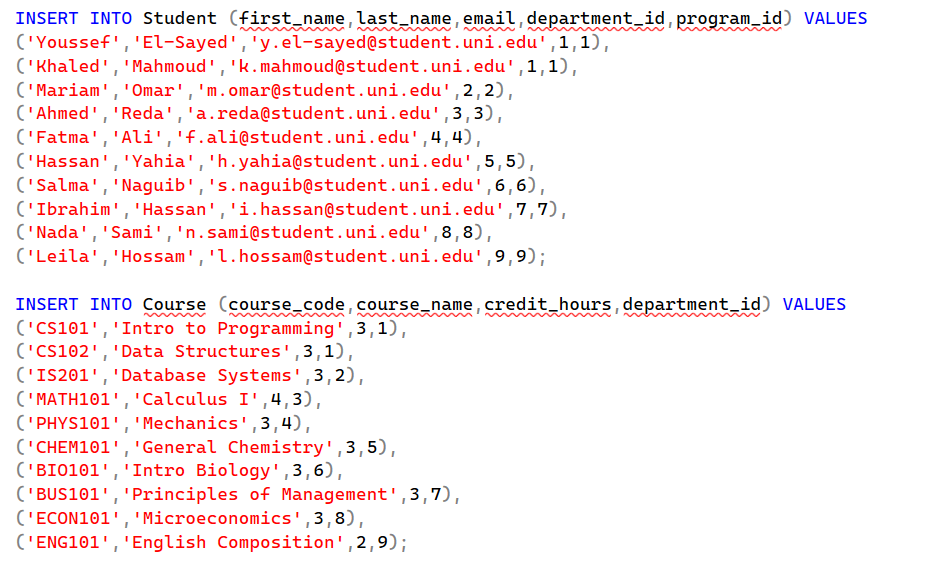 INSERT INTO Student (first_name,last_name,email,department_id,program_id) VALUES
('Youssef','El-Sayed','y.el-sayed@student.uni.edu',1,1),
('Khaled','Mahmoud','k.mahmoud@student.uni.edu',1,1),
('Mariam','Omar','m.omar@student.uni.edu',2,2),
('Ahmed','Reda','a.reda@student.uni.edu',3,3),
('Fatma','Ali','f.ali@student.uni.edu',4,4),
('Hassan','Yahia','h.yahia@student.uni.edu',5,5),
('Salma','Naguib','s.naguib@student.uni.edu',6,6),
('Ibrahim','Hassan','i.hassan@student.uni.edu',7,7),
('Nada','Sami','n.sami@student.uni.edu',8,8),
('Leila','Hossam','l.hossam@student.uni.edu',9,9);
INSERT INTO Course (course_code,course_name,credit_hours,department_id) VALUES
('CS101','Intro to Programming',3,1),
('CS102','Data Structures',3,1),
('IS201','Database Systems',3,2),
('MATH101','Calculus I',4,3),
('PHYS101','Mechanics',3,4),
('CHEM101','General Chemistry',3,5),
('BIO101','Intro Biology',3,6),
('BUS101','Principles of Management',3,7),
('ECON101','Microeconomics',3,8),
('ENG101','English Composition',2,9);